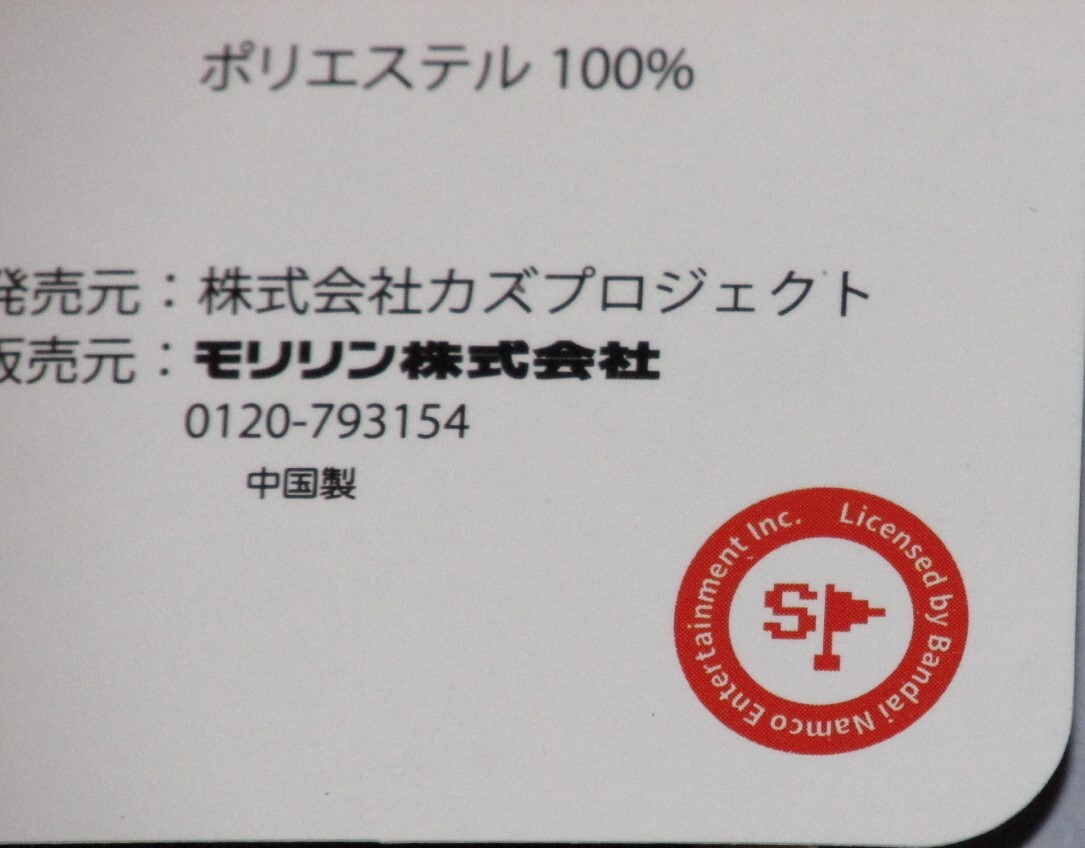 ポリエステル 100%
発売元：株式会社カズプロジェクト
販売元：モリリン株式会社
0120-793154
中国製
Licensed by Bandai Namco Entertainment Inc.
S